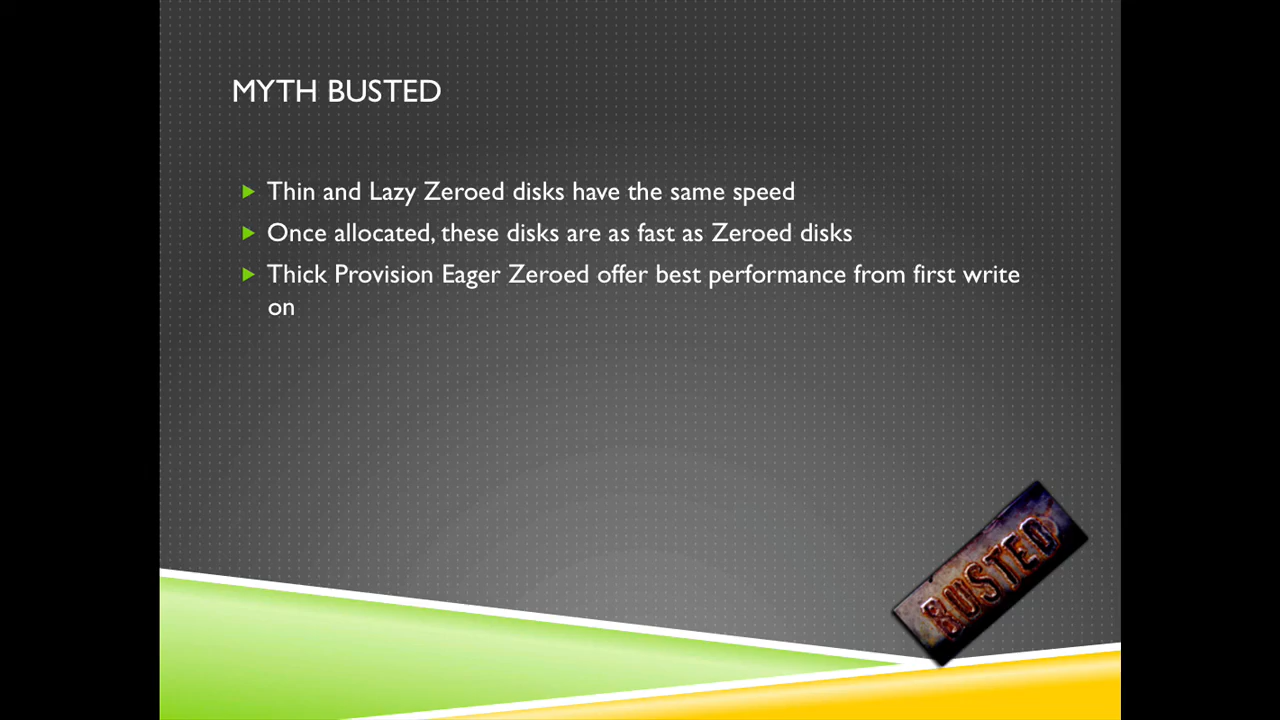 MYTH BUSTED
Thin and Lazy Zeroed disks have the same speed
Once allocated, these disks are as fast as Zeroed disks
Thick Provision Eager Zeroed offer best performance from first write
on
BUSTED